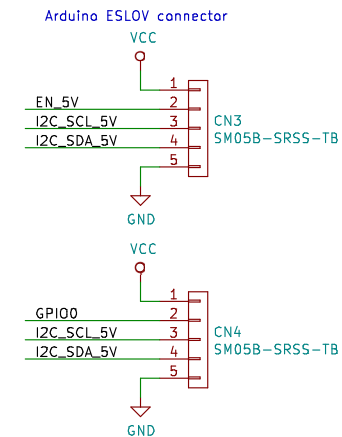 Arduino ESLOV connector
VCC
1
EN_5V 2
I2C_SCL_5V 3 CN3
I2C_SDA_5V 4 SM05B-SRSS-TB
5
GND
VCC
1
GPIO0 2
I2C_SCL_5V 3 CN4
I2C_SDA_5V 4 SM05B-SRSS-TB
5
GND